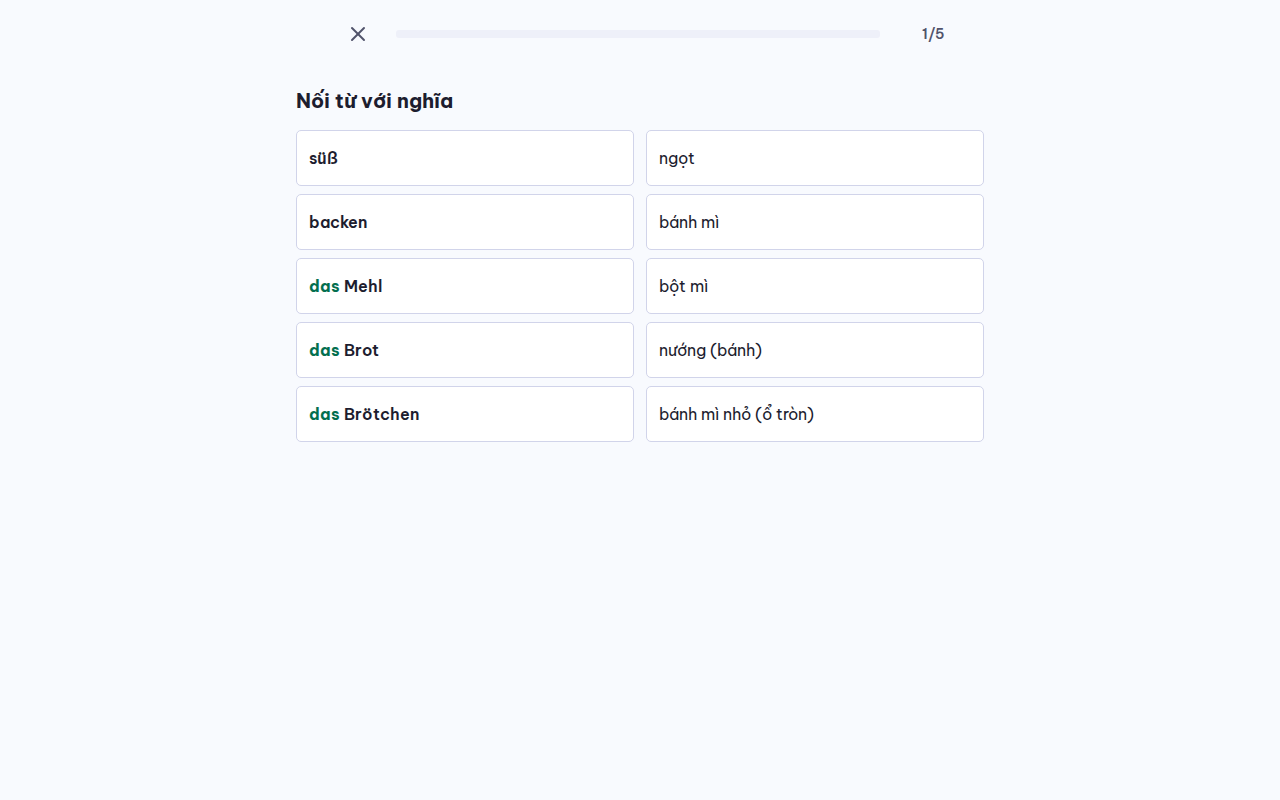 1/5
Nối từ với nghĩa
süß
ngọt
backen
bánh mì
das Mehl
bột mì
das Brot
nướng (bánh)
das Brötchen
bánh mì nhỏ (ổ tròn)